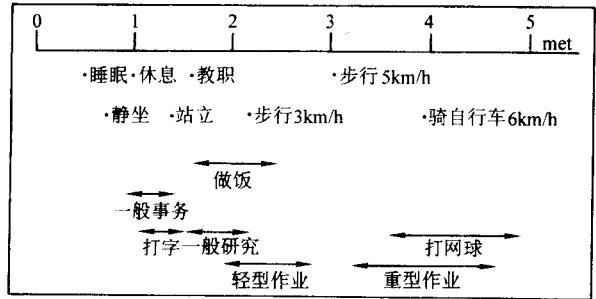 0 1 2 3 4 5
met
·睡眠 ·休息 ·教职 ·步行5km/h
·静坐 ·站立 ·步行3km/h ·骑自行车6km/h
做饭
一般事务
打字 一般研究 打网球
轻型作业 重型作业